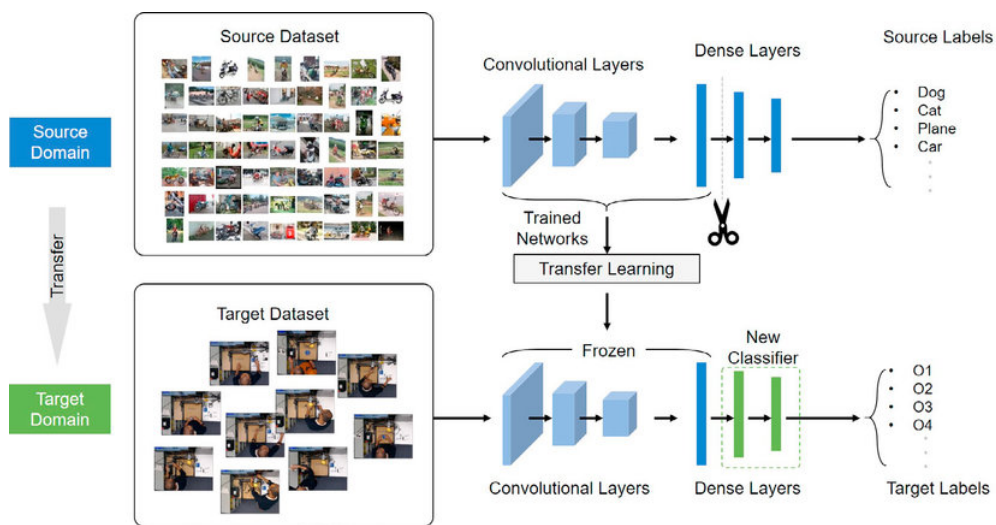 Source Dataset
Convolutional Layers
Dense Layers
Source Labels
• Dog
• Cat
• Plane
• Car
Source
Domain
Trained
Networks
Transfer Learning
Transfer
Target Dataset
Frozen
New
Classifier
• O1
• O2
• O3
• O4
Target
Domain
Convolutional Layers
Dense Layers
Target Labels